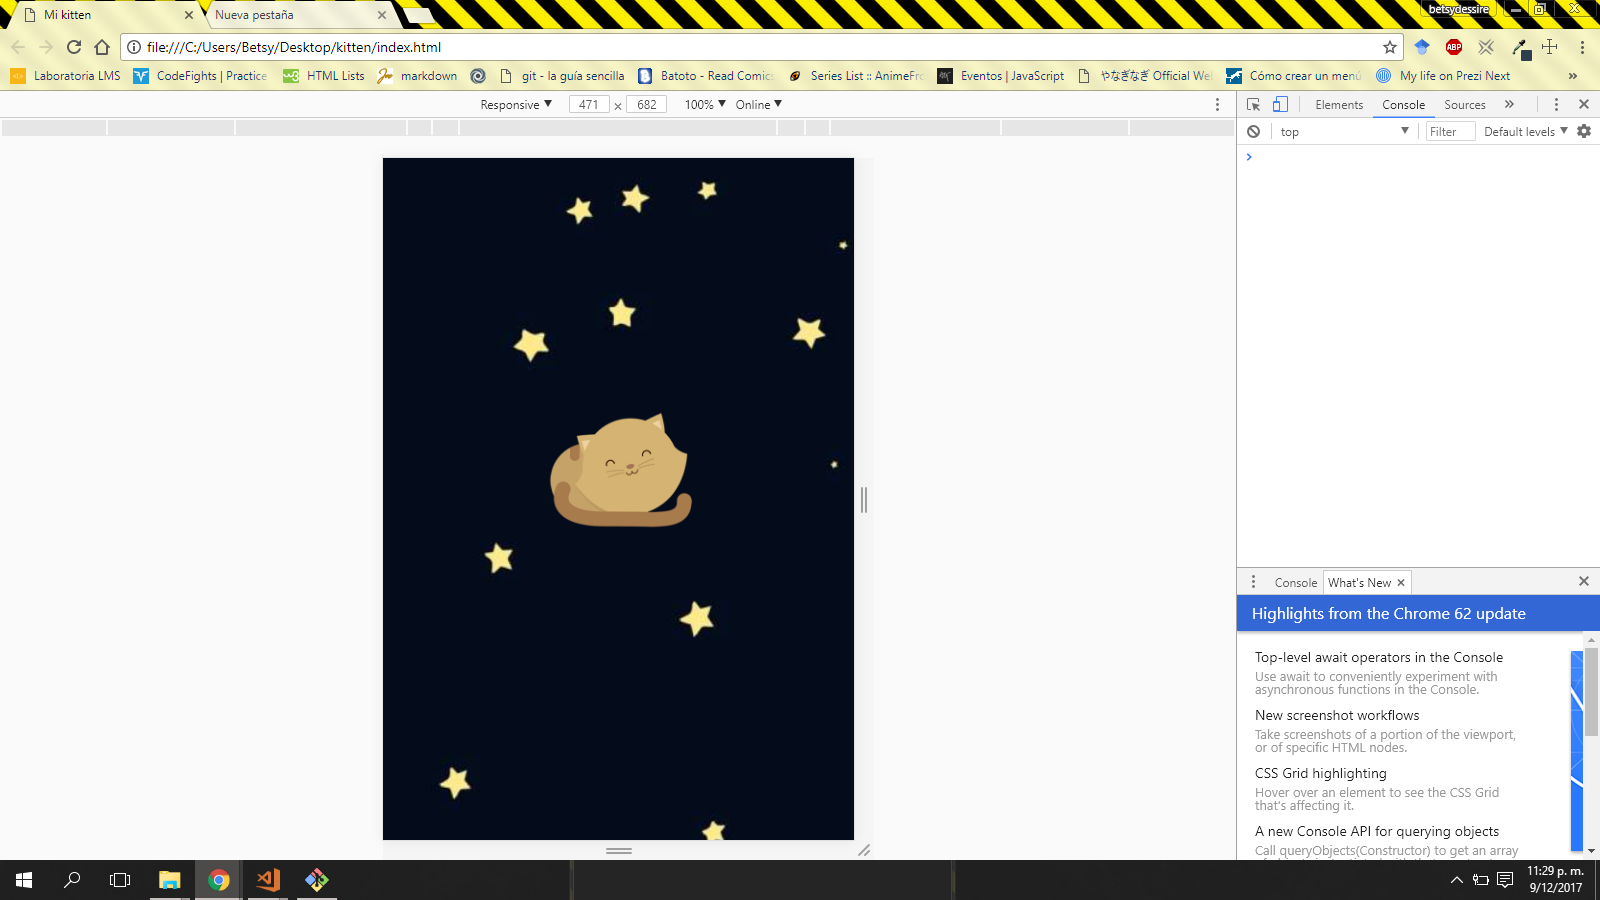 Mi kitten
Nueva pestaña
betsydessire
file:///C:/Users/Betsy/Desktop/kitten/index.html
ABP
Laboratoria LMS
CodeFights | Practice
HTML Lists
markdown
git - la guía sencilla
Batoto - Read Comics
Series List :: AnimeFro
Eventos | JavaScript
やなぎなぎ Official We
Cómo crear un menú
My life on Prezi Next
»
Responsive
471 x 682
100%
Online
Elements
Console
Sources
»
top
Filter
Default levels
Console
What's New
Highlights from the Chrome 62 update
Top-level await operators in the Console
Use await to conveniently experiment with
asynchronous functions in the Console.
New screenshot workflows
Take screenshots of a portion of the viewport,
or of specific HTML nodes.
CSS Grid highlighting
Hover over an element to see the CSS Grid
that's affecting it.
A new Console API for querying objects
Call queryObjects(Constructor) to get an array
11:29 p. m.
9/12/2017